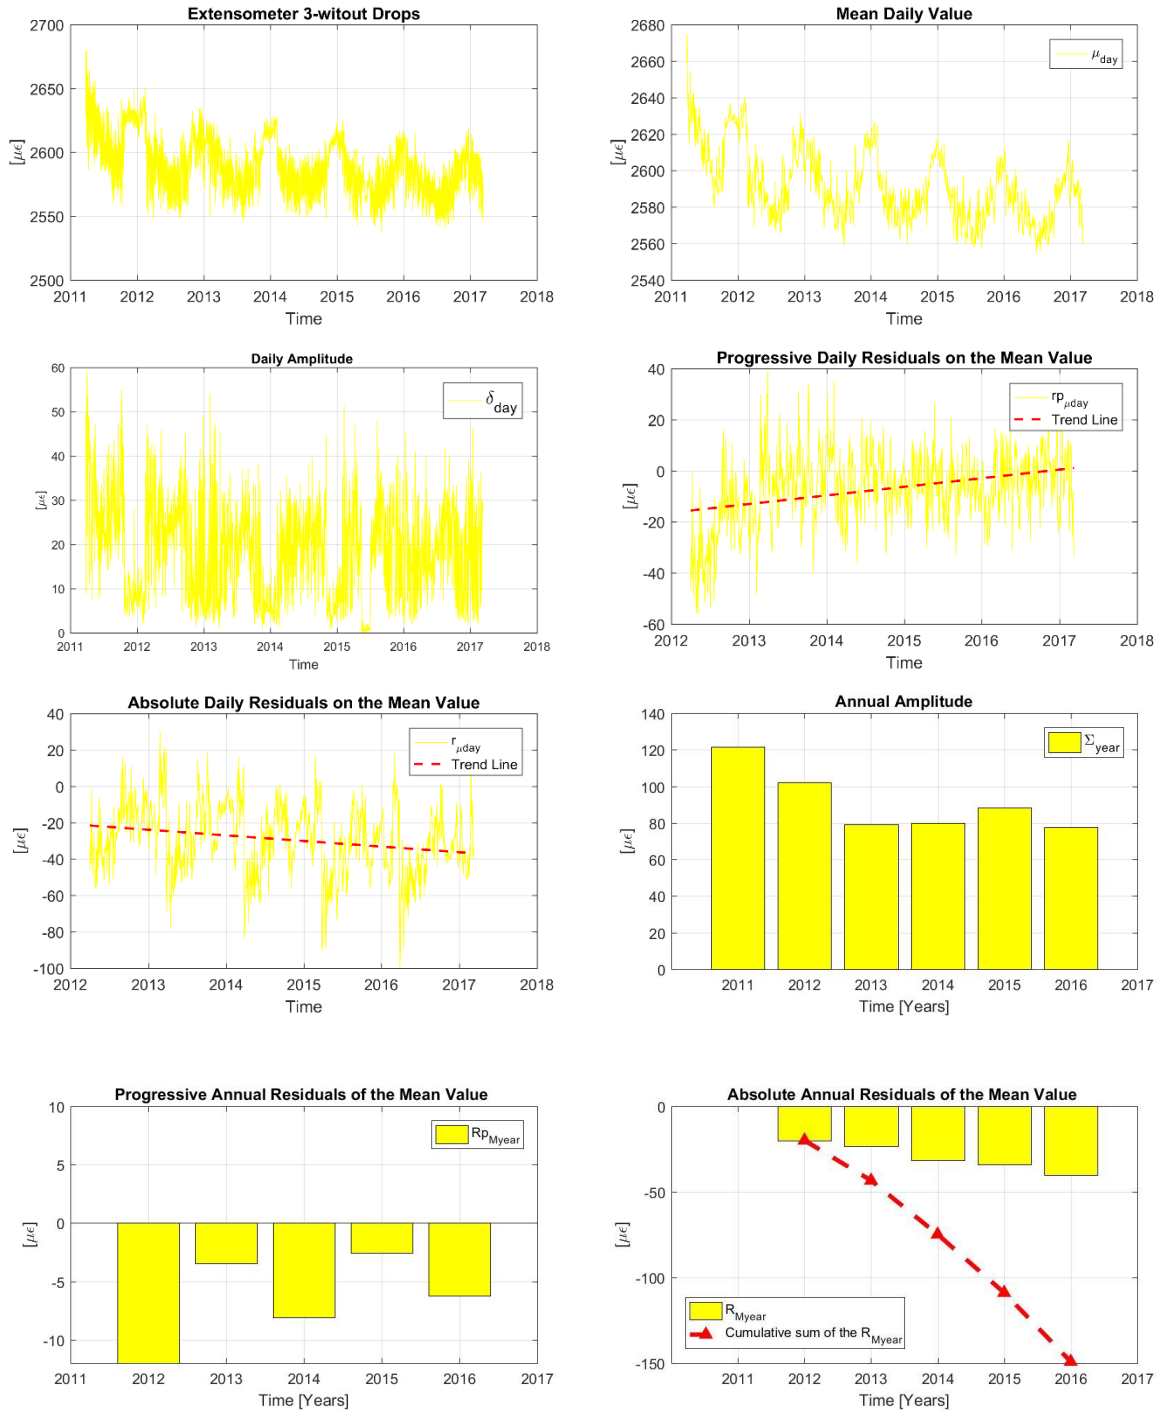 Extensometer 3-witout Drops
2700
2650
2600
2550
2500
[με]
2011 2012 2013 2014 2015 2016 2017 2018
Time
Mean Daily Value
2680
2660
2640
2620
2600
2580
2560
2540
[με]
μday
2011 2012 2013 2014 2015 2016 2017 2018
Time
Daily Amplitude
60
50
40
30
20
10
0
[με]
δday
2011 2012 2013 2014 2015 2016 2017 2018
Time
Progressive Daily Residuals on the Mean Value
40
20
0
-20
-40
-60
[με]
rpμday
Trend Line
2012 2013 2014 2015 2016 2017 2018
Time
Absolute Daily Residuals on the Mean Value
40
20
0
-20
-40
-60
-80
-100
[με]
rμday
Trend Line
2012 2013 2014 2015 2016 2017 2018
Time
Annual Amplitude
140
120
100
80
60
40
20
0
[με]
Σyear
2011 2012 2013 2014 2015 2016 2017
Time [Years]
Progressive Annual Residuals of the Mean Value
10
5
0
-5
-10
[με]
RpMyear
2011 2012 2013 2014 2015 2016 2017
Time [Years]
Absolute Annual Residuals of the Mean Value
0
-50
-100
-150
[με]
RMyear
Cumulative sum of the RMyear
2011 2012 2013 2014 2015 2016 2017
Time [Years]